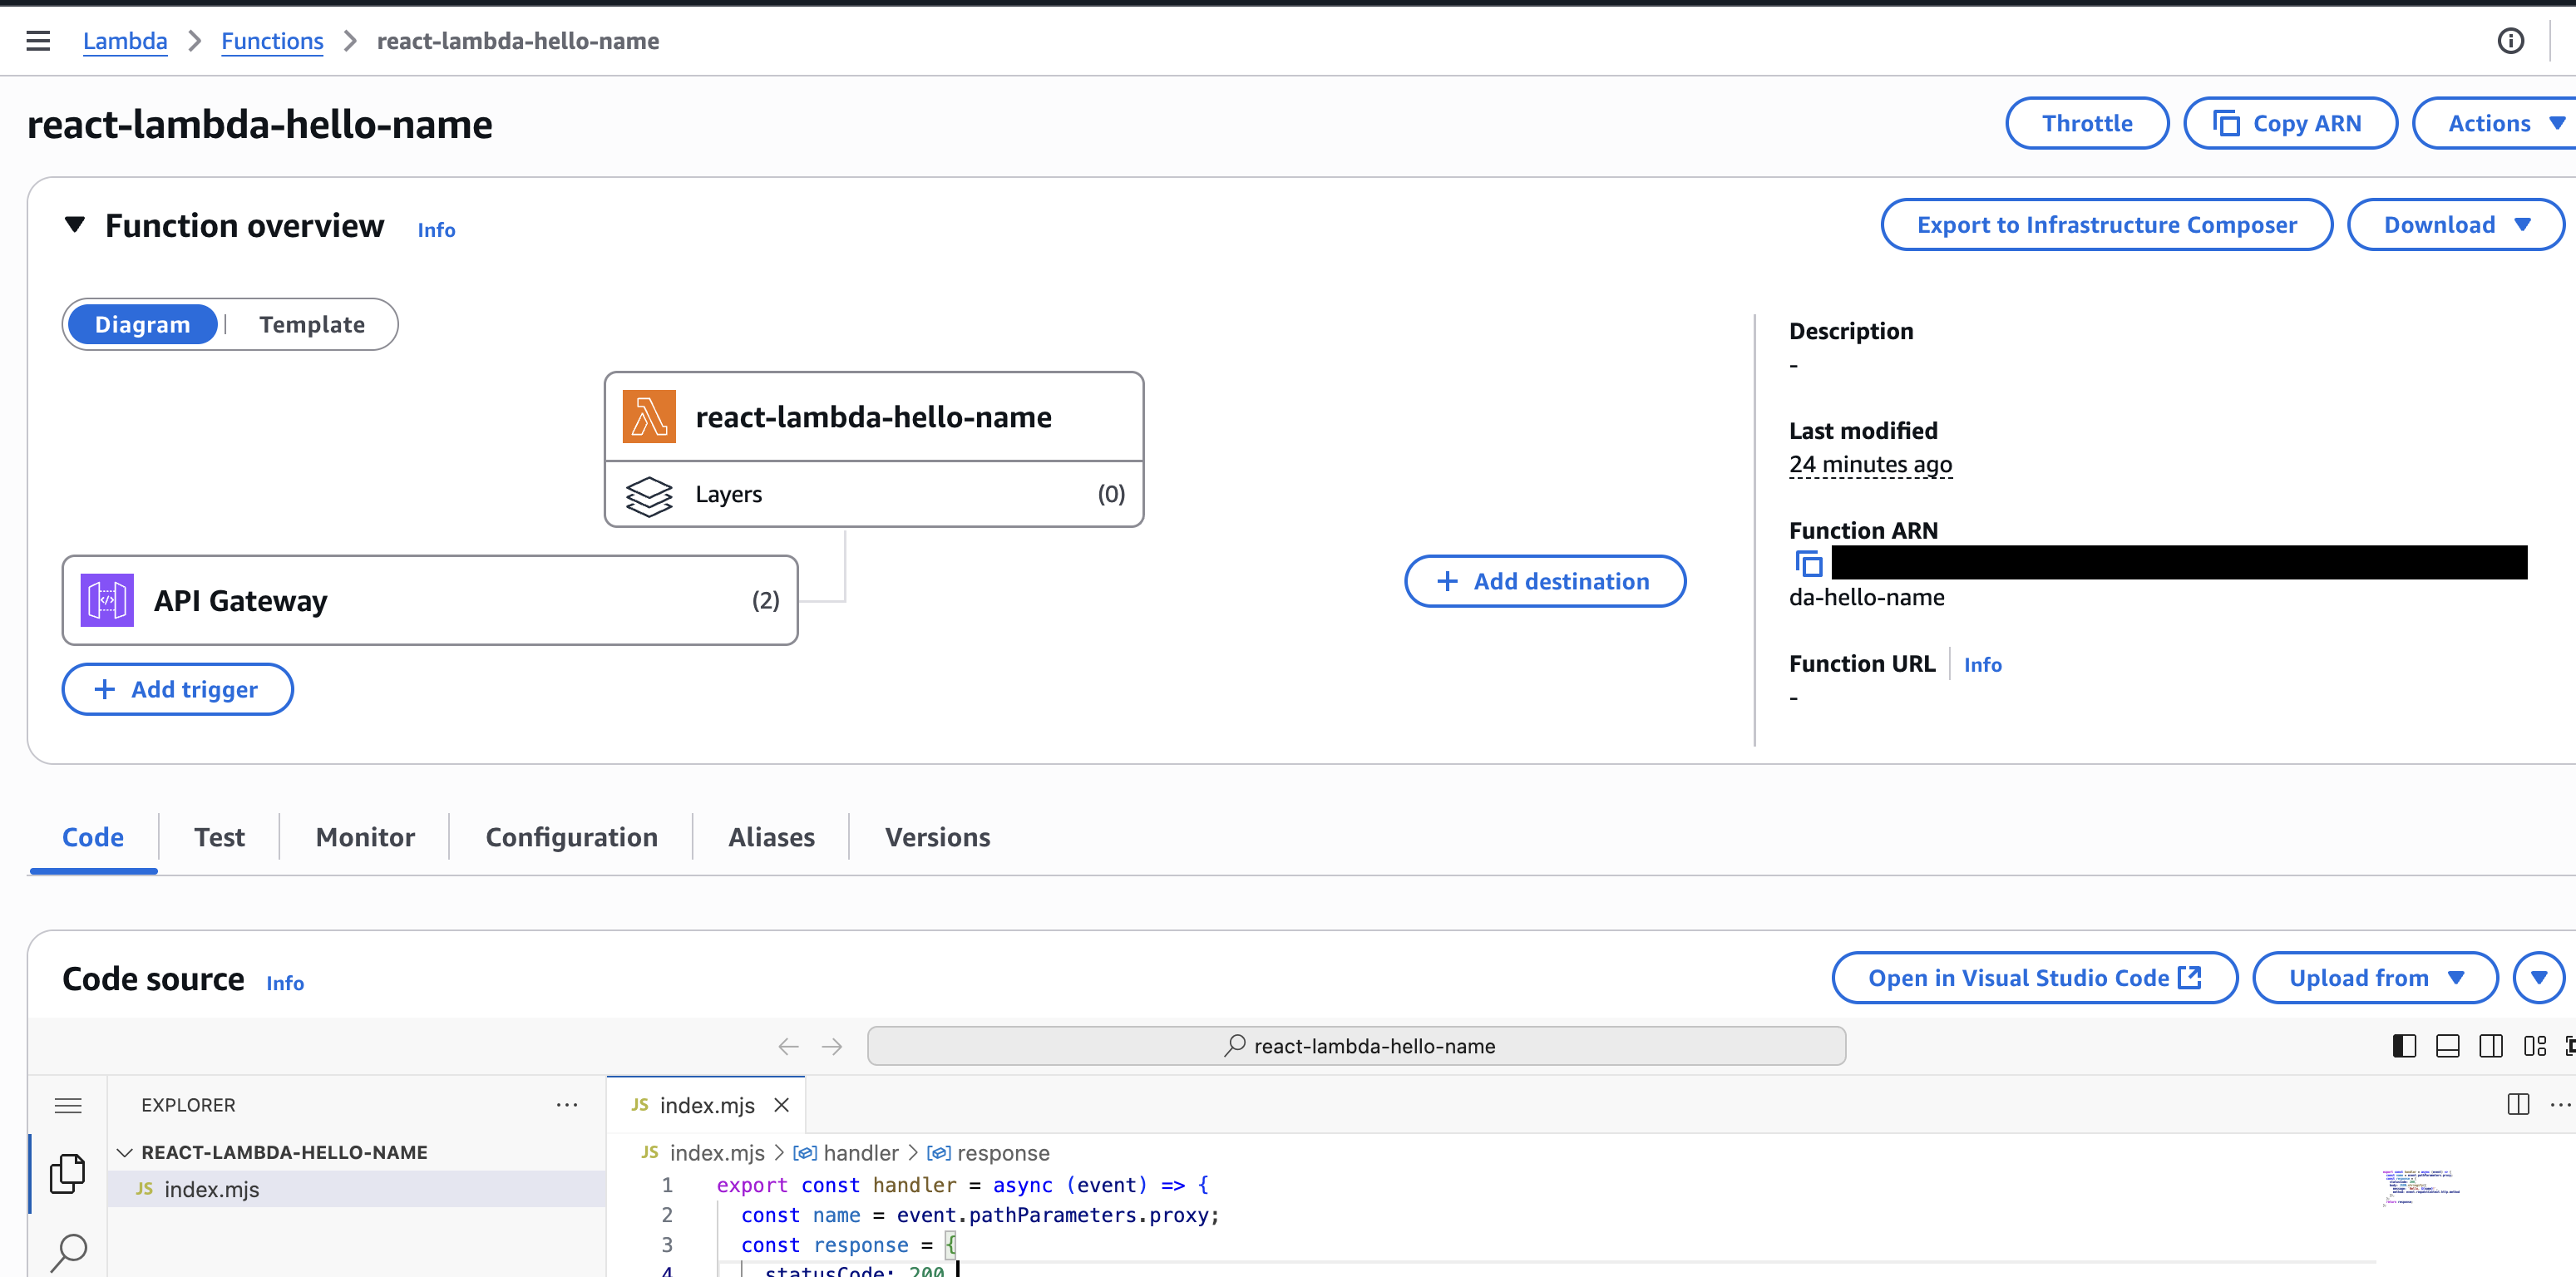 Lambda > Functions > react-lambda-hello-name
react-lambda-hello-name
Throttle
Copy ARN
Actions
Function overview Info
Export to Infrastructure Composer
Download
Diagram | Template
react-lambda-hello-name
Layers (0)
API Gateway (2)
+ Add trigger
+ Add destination
Description
-
Last modified
24 minutes ago
Function ARN
da-hello-name
Function URL | Info
-
Code
Test
Monitor
Configuration
Aliases
Versions
Code source Info
Open in Visual Studio Code
Upload from
react-lambda-hello-name
EXPLORER ...
REACT-LAMBDA-HELLO-NAME
JS index.mjs
JS index.mjs
JS index.mjs > handler > response
1 export const handler = async (event) => {
2 const name = event.pathParameters.proxy;
3 const response = {
4 statusCode: 200